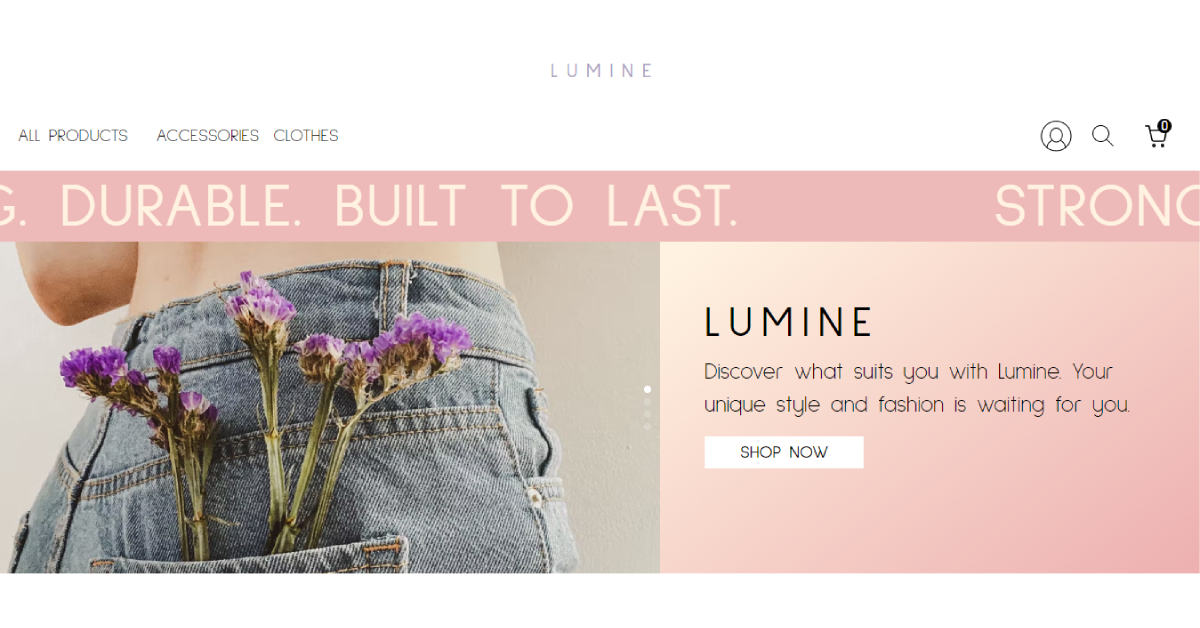 LUMINE
ALL PRODUCTS ACCESSORIES CLOTHES
0
G. DURABLE. BUILT TO LAST. STRONG
LUMINE
Discover what suits you with Lumine. Your
unique style and fashion is waiting for you.
SHOP NOW